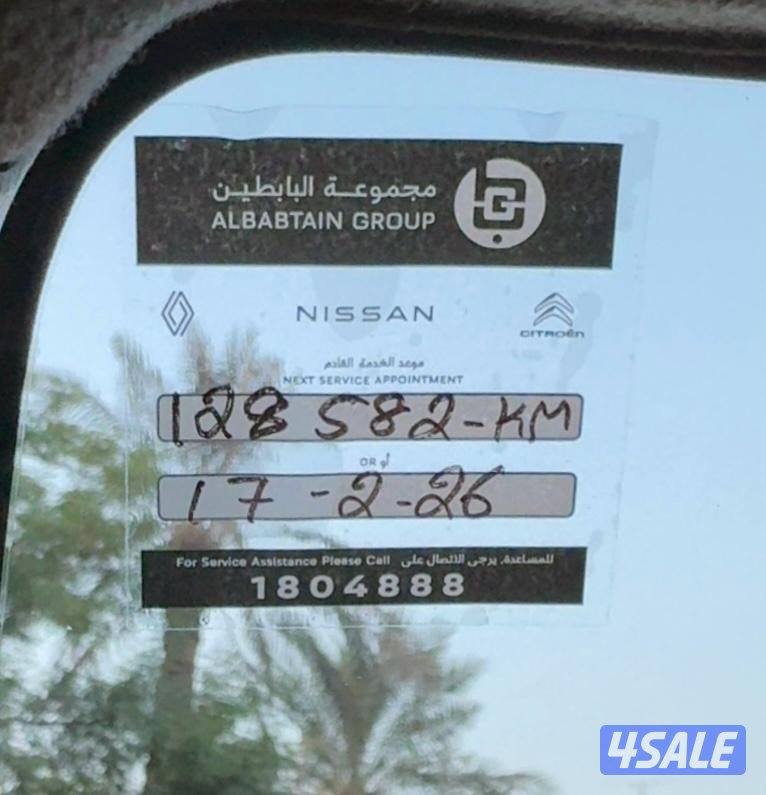 مجموعة البابطين
ALBABTAIN GROUP
NISSAN
CITROËN
موعد الخدمة القادم
NEXT SERVICE APPOINTMENT
128 582-KM
OR أو
17-2-26
For Service Assistance Please Call للمساعدة، يرجى الاتصال على
1804888
4SALE